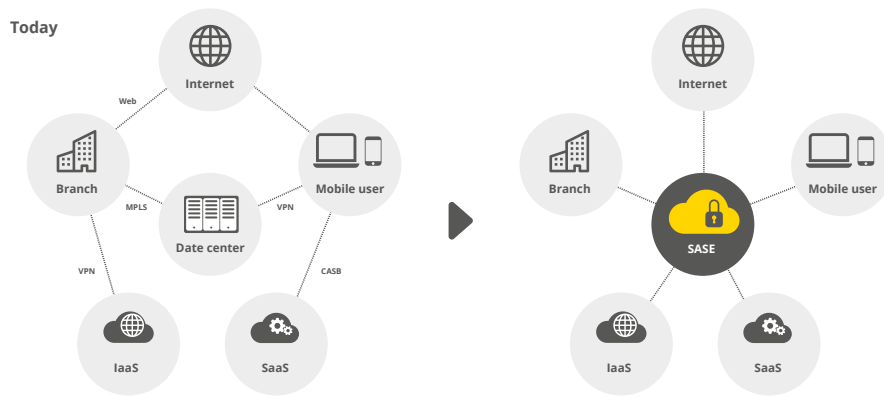 Today
Internet
Web
Branch
Mobile user
MPLS
VPN
Date center
VPN
CASB
IaaS
SaaS
Internet
Branch
Mobile user
SASE
IaaS
SaaS